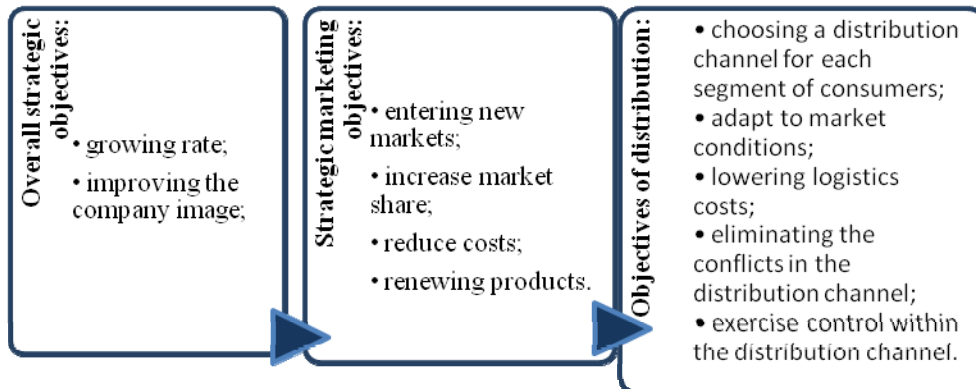 Overall strategic
objectives:
• growing rate;
• improving the
company image;
Strategic marketing
objectives:
• entering new
markets;
• increase market
share;
• reduce costs;
• renewing products.
Objectives of distribution:
• choosing a
distribution
channel for each
segment of
consumers;
• adapt to market
conditions;
• lowering logistics
costs;
• eliminating the
conflicts in the
distribution channel;
• exercise control within
the distribution channel.